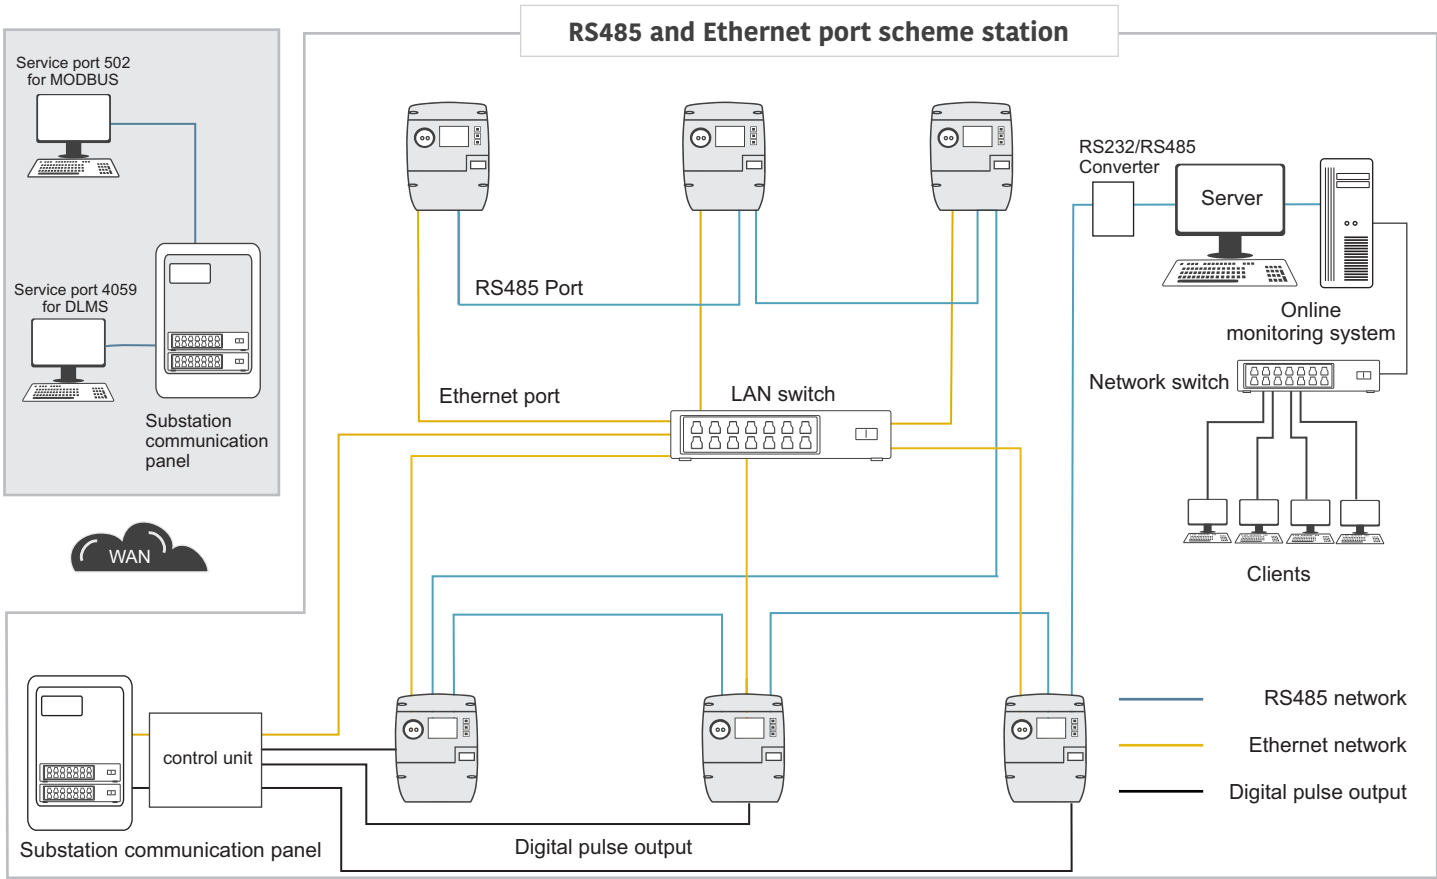 RS485 and Ethernet port scheme station
Service port 502
for MODBUS
Service port 4059
for DLMS
Substation
communication
panel
WAN
RS485 Port
Ethernet port
LAN switch
RS232/RS485
Converter
Server
Online
monitoring system
Network switch
Clients
control unit
Substation communication panel
Digital pulse output
RS485 network
Ethernet network
Digital pulse output